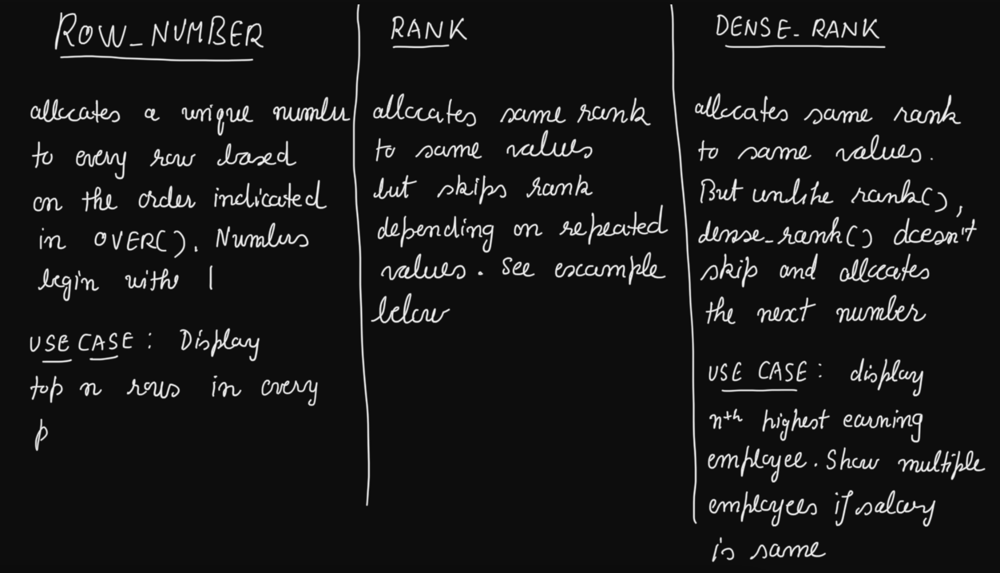 ROW_NUMBER
allocates a unique number
to every row based
on the order indicated
in OVER(). Numbers
begin with 1
USE CASE: Display
top n rows in every
p
RANK
allocates same rank
to same values
but skips rank
depending on repeated
values. See example
below
DENSE_RANK
allocates same rank
to same values.
But unlike rank(),
dense_rank() doesn't
skip and allocates
the next number
USE CASE: display
nth highest earning
employee. Show multiple
employees if salary
is same